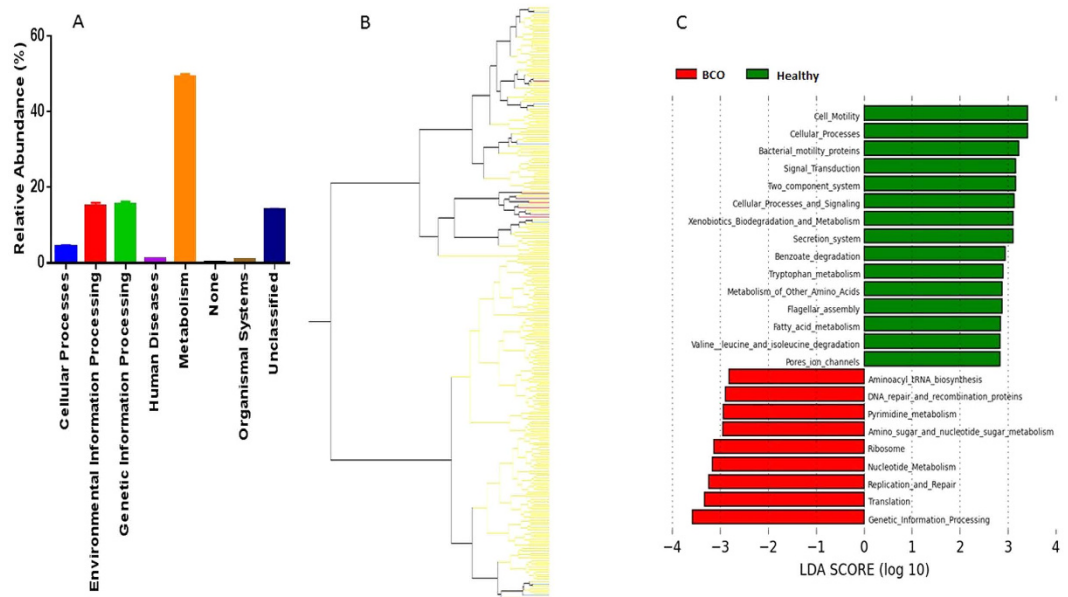 A
Relative Abundance (%)
60
40
20
0
Cellular Processes
Environmental Information Processing
Genetic Information Processing
Human Diseases
Metabolism
None
Organismal Systems
Unclassified
B
C
BCO
Healthy
Cell_Motility
Cellular_Processes
Bacterial_motility_proteins
Signal_Transduction
Two_component_system
Cellular_Processes_and_Signaling
Xenobiotics_Biodegradation_and_Metabolism
Secretion_system
Benzoate_degradation
Tryptophan_metabolism
Metabolism_of_Other_Amino_Acids
Flagellar_assembly
Fatty_acid_metabolism
Valine__leucine_and_isoleucine_degradation
Pores_ion_channels
Aminoacyl_tRNA_biosynthesis
DNA_repair_and_recombination_proteins
Pyrimidine_metabolism
Amino_sugar_and_nucleotide_sugar_metabolism
Ribosome
Nucleotide_Metabolism
Replication_and_Repair
Translation
Genetic_Information_Processing
−4 −3 −2 −1 0 1 2 3 4
LDA SCORE (log 10)